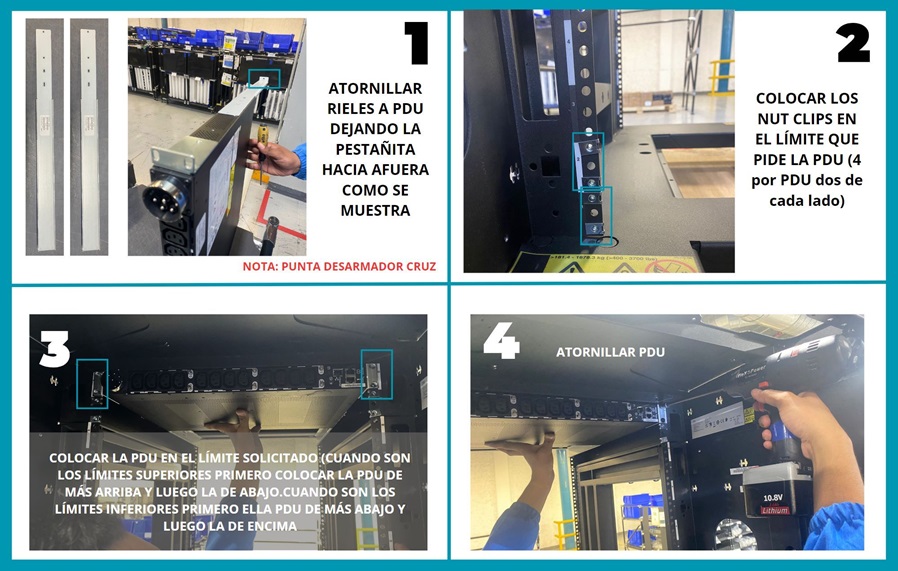 1
ATORNILLAR
RIELES A PDU
DEJANDO LA
PESTAÑITA
HACIA AFUERA
COMO SE
MUESTRA
NOTA: PUNTA DESARMADOR CRUZ
2
COLOCAR LOS
NUT CLIPS EN
EL LÍMITE QUE
PIDE LA PDU (4
por PDU dos de
cada lado)
3
COLOCAR LA PDU EN EL LÍMITE SOLICITADO (CUANDO SON
LOS LÍMITES SUPERIORES PRIMERO COLOCAR LA PDU DE
MÁS ARRIBA Y LUEGO LA DE ABAJO.CUANDO SON LOS
LÍMITES INFERIORES PRIMERO ELLA PDU DE MÁS ABAJO Y
LUEGO LA DE ENCIMA
4
ATORNILLAR PDU
10.8V
Lithium